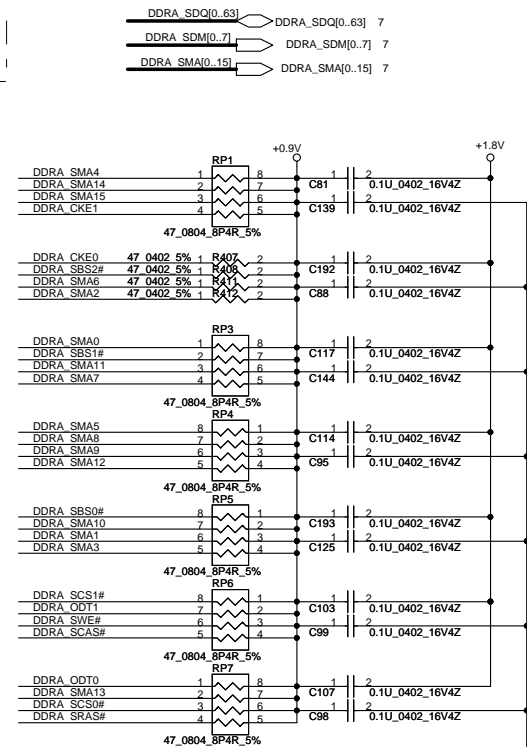 DDRA_SDQ[0..63] DDRA_SDQ[0..63] 7
DDRA_SDM[0..7] DDRA_SDM[0..7] 7
DDRA_SMA[0..15] DDRA_SMA[0..15] 7
+0.9V +1.8V
RP1
DDRA_SMA4 1 8 1 2
DDRA_SMA14 2 7 C81 0.1U_0402_16V4Z
DDRA_SMA15 3 6 1 2
DDRA_CKE1 4 5 C139 0.1U_0402_16V4Z
47_0804_8P4R_5%
DDRA_CKE0 47_0402_5% 1 R407 2 1 2
DDRA_SBS2# 47_0402_5% 1 R408 2 C192 0.1U_0402_16V4Z
DDRA_SMA6 47_0402_5% 1 R411 2 1 2
DDRA_SMA2 47_0402_5% 1 R412 2 C88 0.1U_0402_16V4Z
RP3
DDRA_SMA0 1 8 1 2
DDRA_SBS1# 2 7 C117 0.1U_0402_16V4Z
DDRA_SMA11 3 6 1 2
DDRA_SMA7 4 5 C144 0.1U_0402_16V4Z
47_0804_8P4R_5%
RP4
DDRA_SMA5 8 1 1 2
DDRA_SMA8 7 2 C114 0.1U_0402_16V4Z
DDRA_SMA9 6 3 1 2
DDRA_SMA12 5 4 C95 0.1U_0402_16V4Z
47_0804_8P4R_5%
RP5
DDRA_SBS0# 8 1 1 2
DDRA_SMA10 7 2 C193 0.1U_0402_16V4Z
DDRA_SMA1 6 3 1 2
DDRA_SMA3 5 4 C125 0.1U_0402_16V4Z
47_0804_8P4R_5%
RP6
DDRA_SCS1# 8 1 1 2
DDRA_ODT1 7 2 C103 0.1U_0402_16V4Z
DDRA_SWE# 6 3 1 2
DDRA_SCAS# 5 4 C99 0.1U_0402_16V4Z
47_0804_8P4R_5%
RP7
DDRA_ODT0 1 8 1 2
DDRA_SMA13 2 7 C107 0.1U_0402_16V4Z
DDRA_SCS0# 3 6 1 2
DDRA_SRAS# 4 5 C98 0.1U_0402_16V4Z
47_0804_8P4R_5%